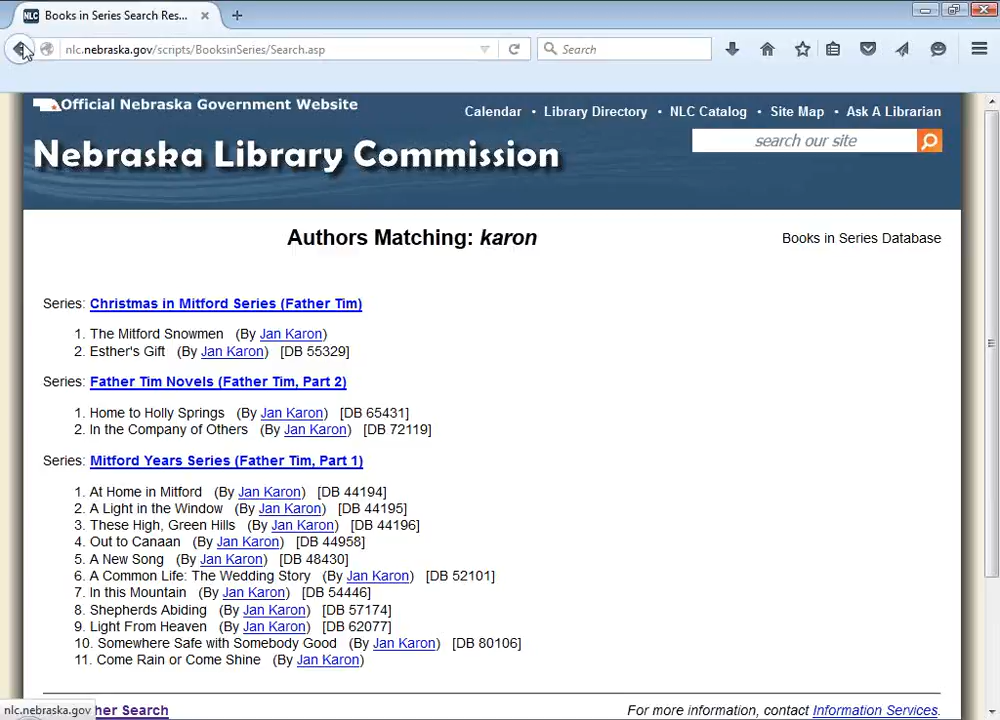 NLC Books in Series Search Res...
nlc.nebraska.gov/scripts/BooksinSeries/Search.asp
Search
Official Nebraska Government Website
Calendar • Library Directory • NLC Catalog • Site Map • Ask A Librarian
Nebraska Library Commission
search our site
Authors Matching: karon
Books in Series Database
Series: Christmas in Mitford Series (Father Tim)
1. The Mitford Snowmen (By Jan Karon)
2. Esther's Gift (By Jan Karon) [DB 55329]
Series: Father Tim Novels (Father Tim, Part 2)
1. Home to Holly Springs (By Jan Karon) [DB 65431]
2. In the Company of Others (By Jan Karon) [DB 72119]
Series: Mitford Years Series (Father Tim, Part 1)
1. At Home in Mitford (By Jan Karon) [DB 44194]
2. A Light in the Window (By Jan Karon) [DB 44195]
3. These High, Green Hills (By Jan Karon) [DB 44196]
4. Out to Canaan (By Jan Karon) [DB 44958]
5. A New Song (By Jan Karon) [DB 48430]
6. A Common Life: The Wedding Story (By Jan Karon) [DB 52101]
7. In this Mountain (By Jan Karon) [DB 54446]
8. Shepherds Abiding (By Jan Karon) [DB 57174]
9. Light From Heaven (By Jan Karon) [DB 62077]
10. Somewhere Safe with Somebody Good (By Jan Karon) [DB 80106]
11. Come Rain or Come Shine (By Jan Karon)
nlc.nebraska.gov
her Search
For more information, contact Information Services.